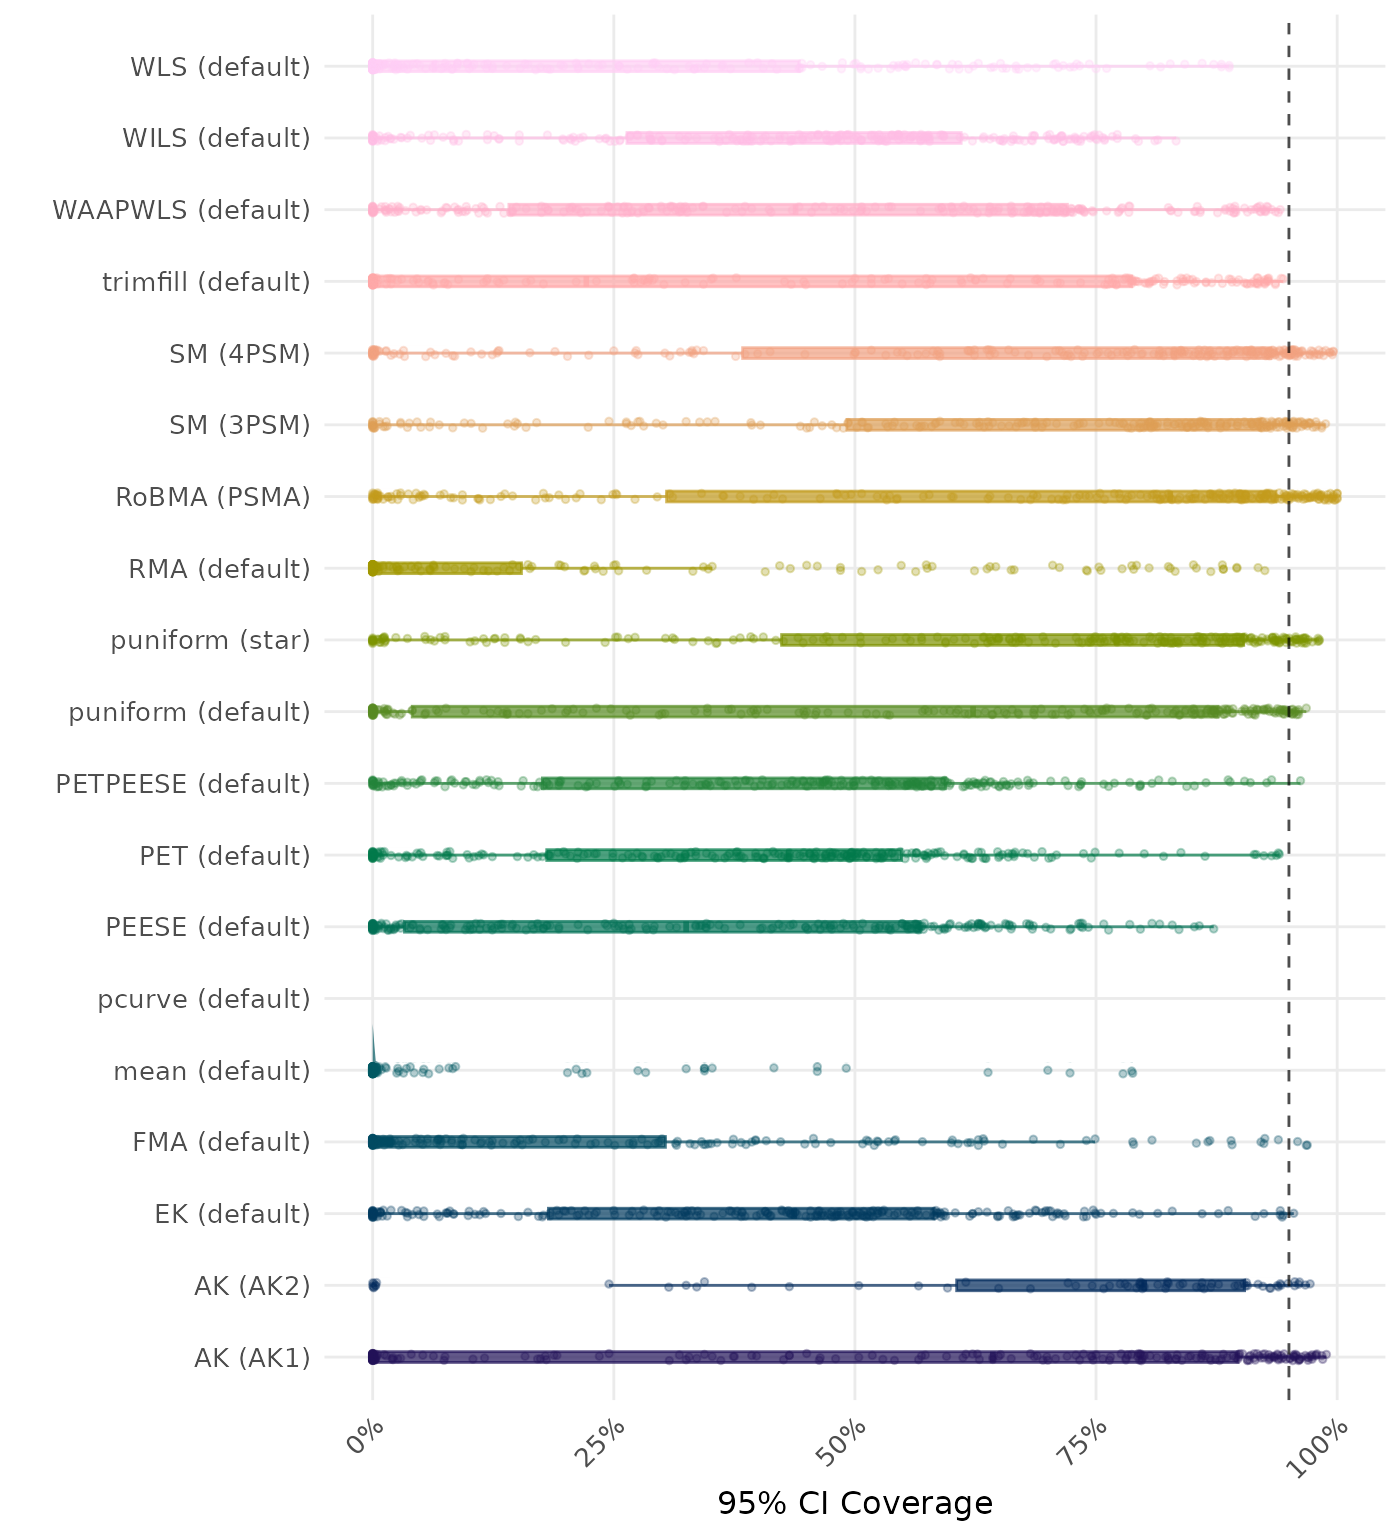 WLS (default)
WILS (default)
WAAPWLS (default)
trimfill (default)
SM (4PSM)
SM (3PSM)
RoBMA (PSMA)
RMA (default)
puniform (star)
puniform (default)
PETPEESE (default)
PET (default)
PEESE (default)
pcurve (default)
mean (default)
FMA (default)
EK (default)
AK (AK2)
AK (AK1)
0%
25%
50%
75%
100%
95% CI Coverage